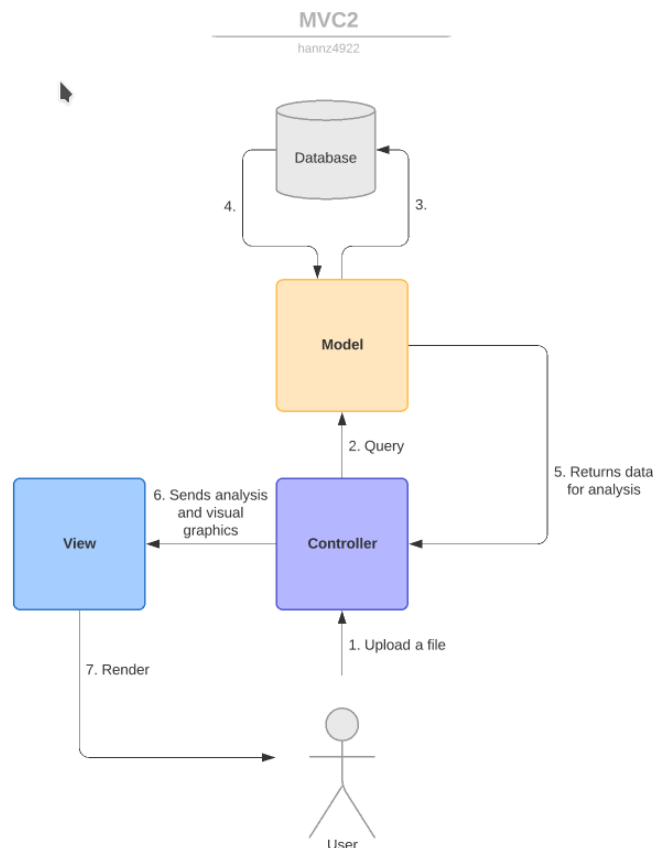 MVC2
hannz4922
Database
4.
3.
Model
2. Query
5. Returns data
for analysis
6. Sends analysis
and visual
graphics
View
Controller
1. Upload a file
7. Render
User